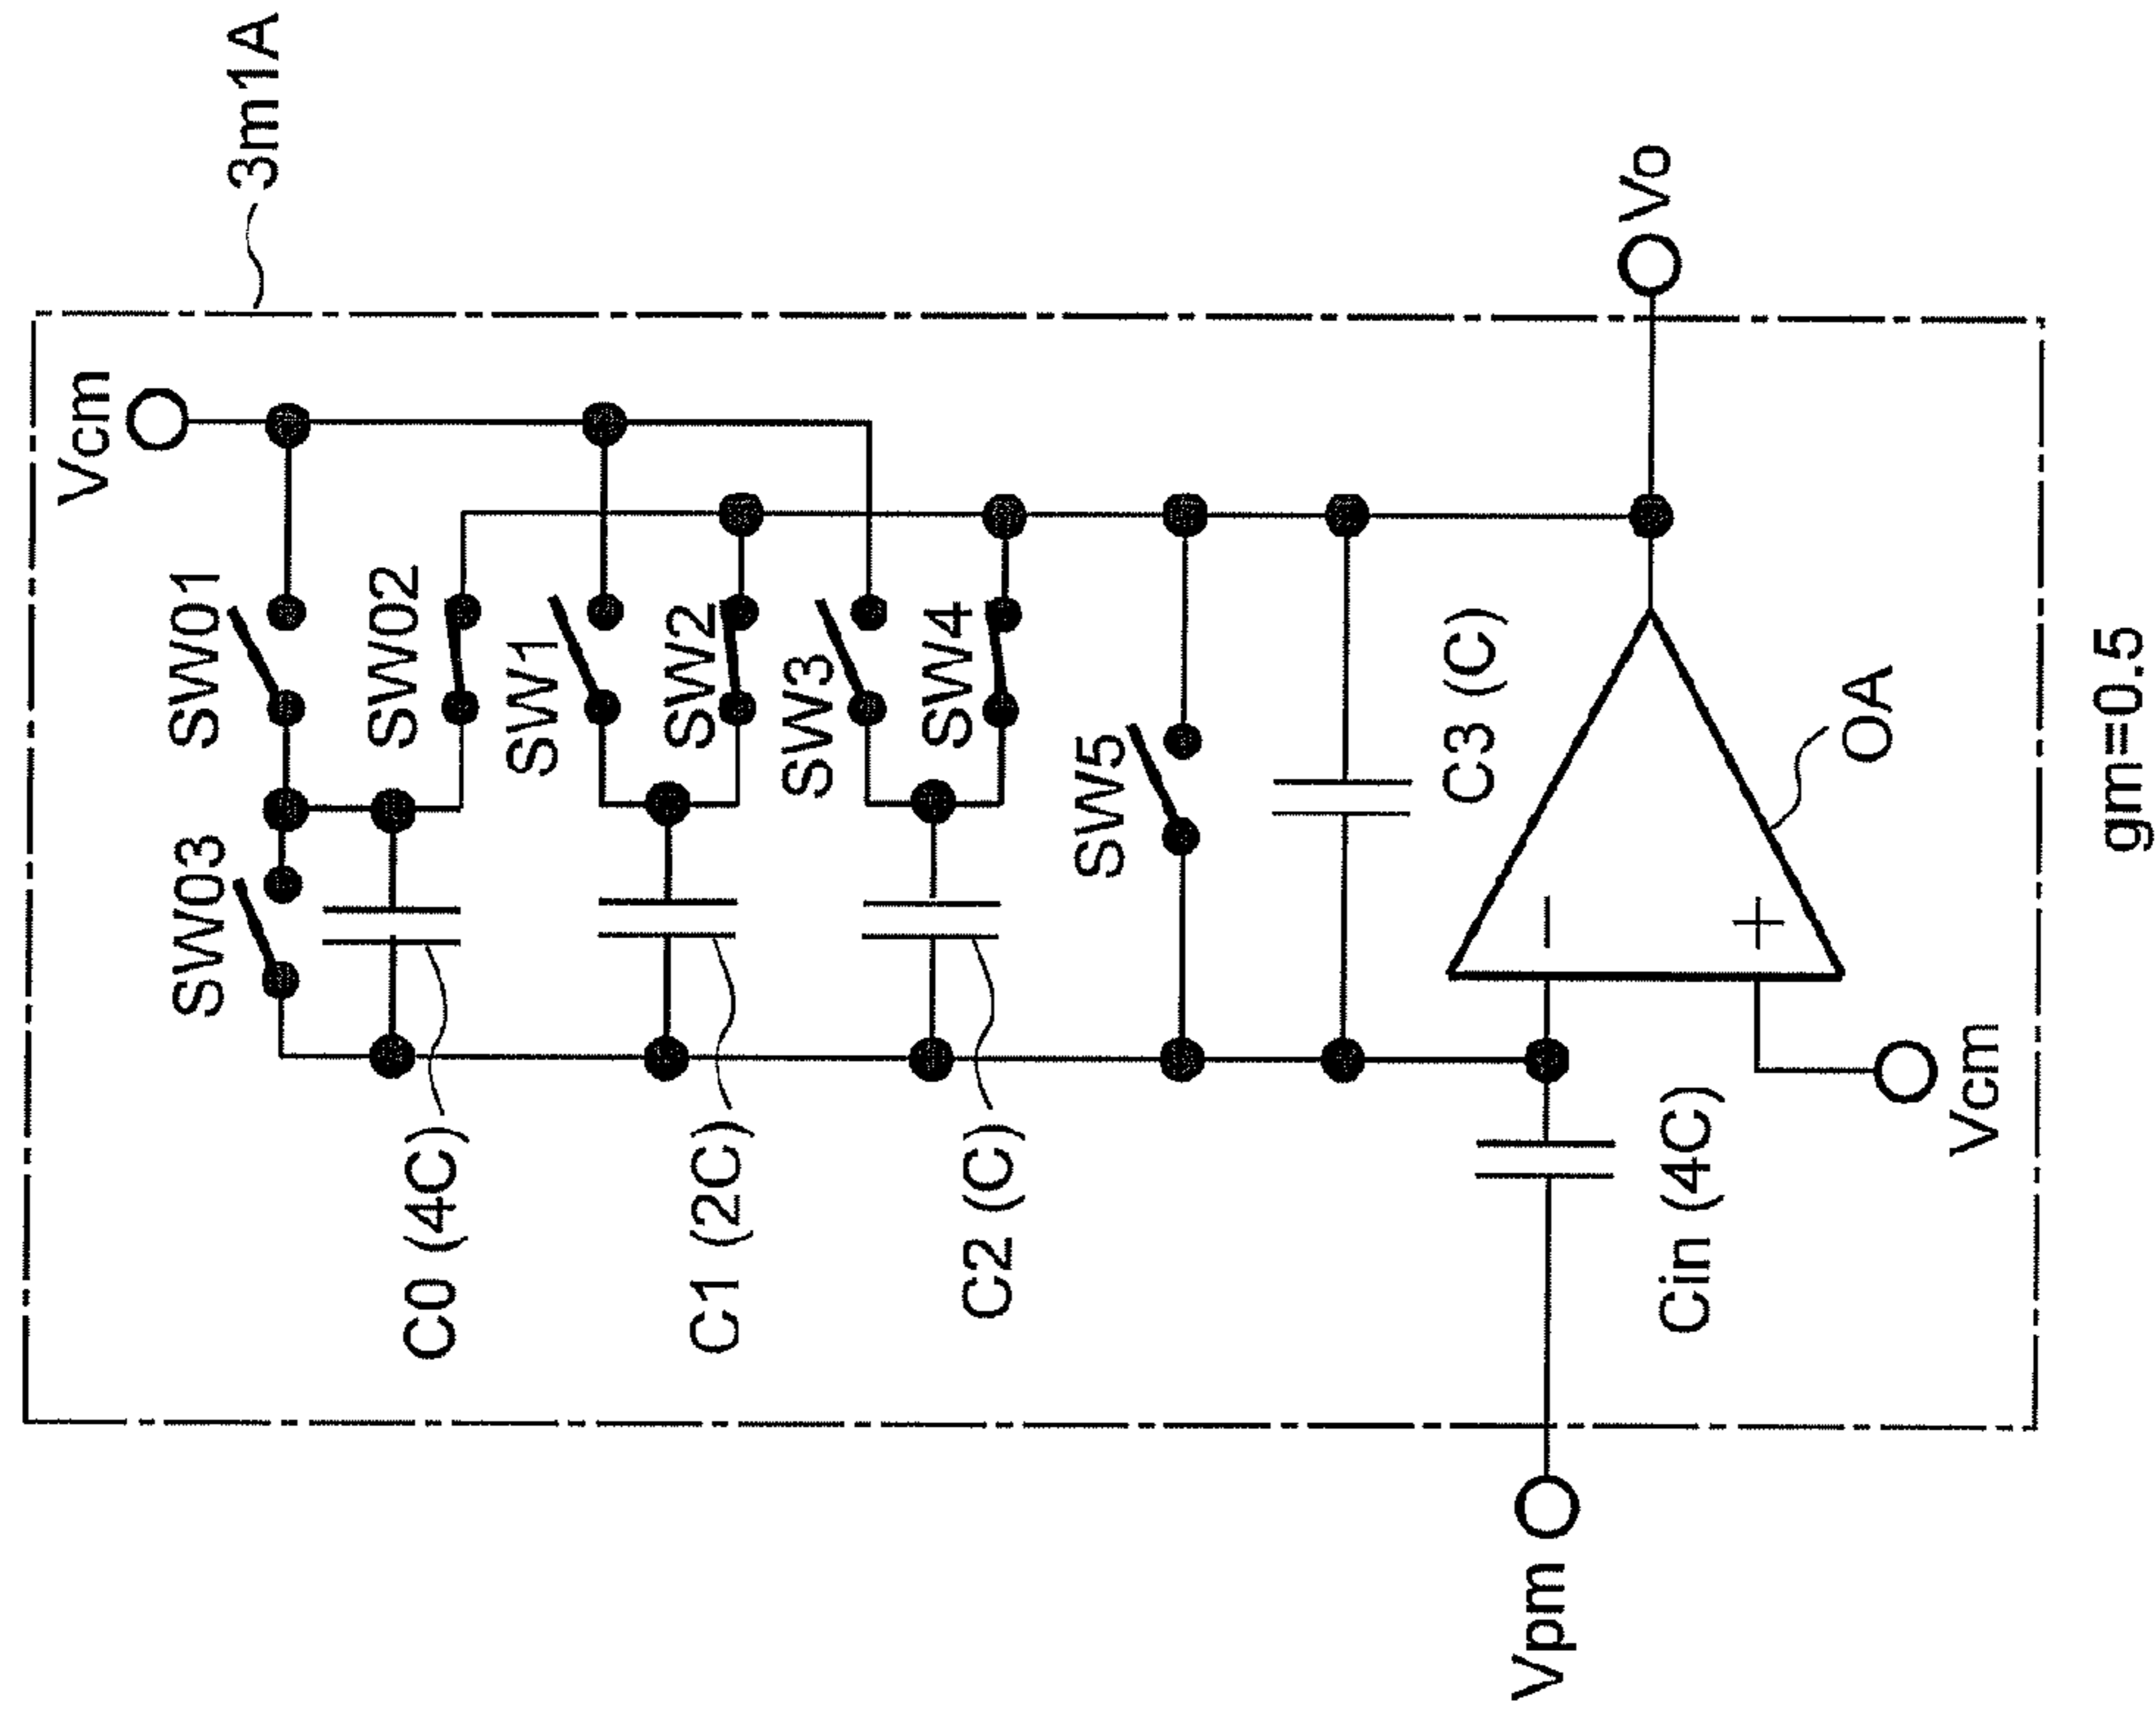 3m1A
Vcm
SW01
SW03
SW02
C0 (4C)
SW1
SW2
C1 (2C)
SW3
SW4
C2 (C)
SW5
C3 (C)
Vo
−
+
OA
Vpm
Cin (4C)
Vcm
gm=0.5